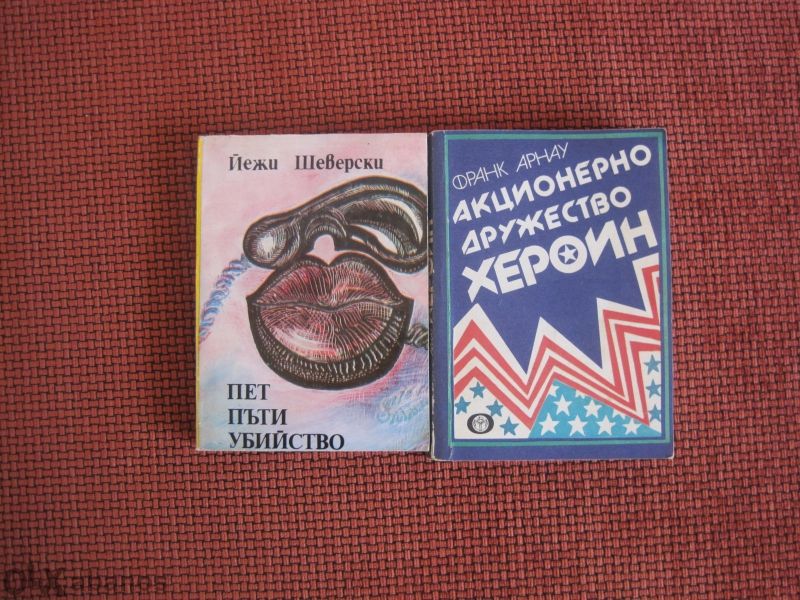 Йежи Шеверски
ПЕТ
ПЪТИ
УБИЙСТВО
ФРАНК АРНАУ
АКЦИОНЕРНО
ДРУЖЕСТВО
ХЕРОИН